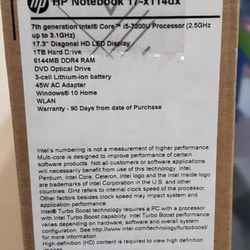 hp HP Notebook 17-x114dx
7th generation Intel® Core™ i5-7200U Processor (2.5GHz
up to 3.1GHz)
17.3" Diagonal HD LED Display
1TB Hard Drive
6144MB DDR4 RAM
DVD Optical Drive
3-cell Lithium-ion battery
45W AC Adapter
Windows®10 Home
WLAN
Warranty - 90 Days from date of Purchase
Intel's numbering is not a measurement of higher performance
Multi-core is designed to improve performance of certain
software products. Not all customers or software applications
will necessarily benefit from use of this technology. Intel,
Pentium, Intel Core, Celeron, Intel logo and the Intel Inside logo
are trademarks of Intel Corporation in the U.S. and other
countries. GHz refers to internal clock speed of the processor.
Other factors besides clock speed may impact system and
application performance.
Intel® Turbo Boost technology requires a PC with a processor
with Intel Turbo Boost capability. Intel Turbo Boost performance
varies depending on hardware, software and overall system
configuration. See http://www.intel.com/technology/turboboost
for more information.
High definition (HD) content is required to view high definition